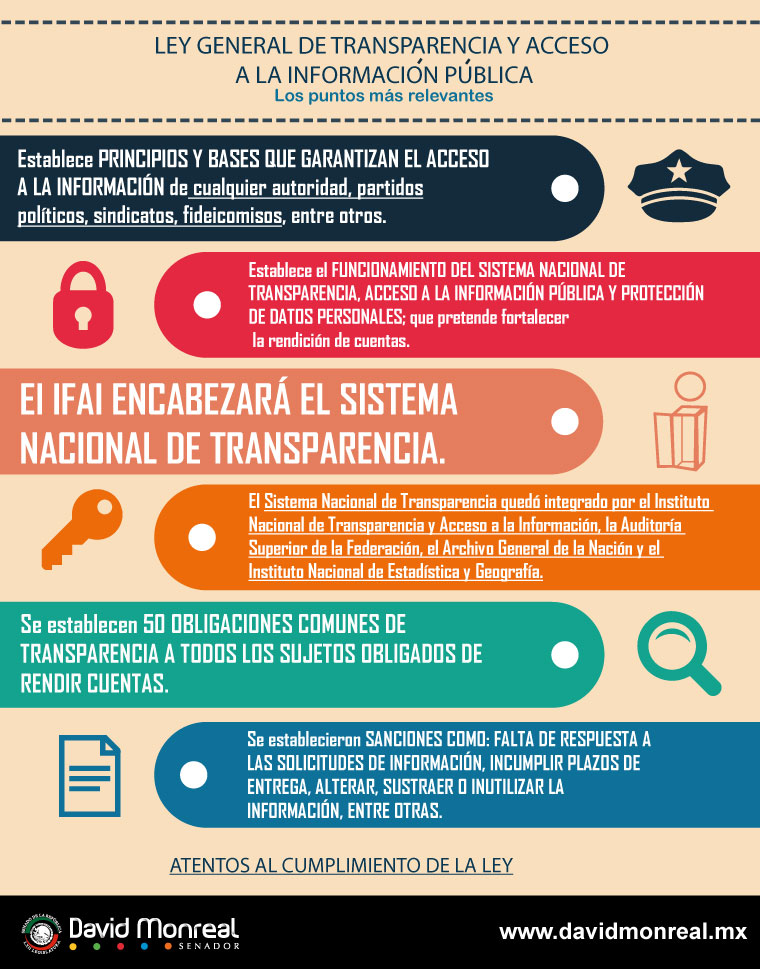 LEY GENERAL DE TRANSPARENCIA Y ACCESO
A LA INFORMACIÓN PÚBLICA
Los puntos más relevantes
Establece PRINCIPIOS Y BASES QUE GARANTIZAN EL ACCESO
A LA INFORMACIÓN de cualquier autoridad, partidos
políticos, sindicatos, fideicomisos, entre otros.
Establece el FUNCIONAMIENTO DEL SISTEMA NACIONAL DE
TRANSPARENCIA, ACCESO A LA INFORMACIÓN PÚBLICA Y PROTECCIÓN
DE DATOS PERSONALES; que pretende fortalecer
la rendición de cuentas.
El IFAI ENCABEZARÁ EL SISTEMA
NACIONAL DE TRANSPARENCIA.
El Sistema Nacional de Transparencia quedó integrado por el Instituto
Nacional de Transparencia y Acceso a la Información, la Auditoría
Superior de la Federación, el Archivo General de la Nación y el
Instituto Nacional de Estadística y Geografía.
Se establecen 50 OBLIGACIONES COMUNES DE
TRANSPARENCIA A TODOS LOS SUJETOS OBLIGADOS DE
RENDIR CUENTAS.
Se establecieron SANCIONES COMO: FALTA DE RESPUESTA A
LAS SOLICITUDES DE INFORMACIÓN, INCUMPLIR PLAZOS DE
ENTREGA, ALTERAR, SUSTRAER O INUTILIZAR LA
INFORMACIÓN, ENTRE OTRAS.
ATENTOS AL CUMPLIMIENTO DE LA LEY
David Monreal
SENADOR
www.davidmonreal.mx